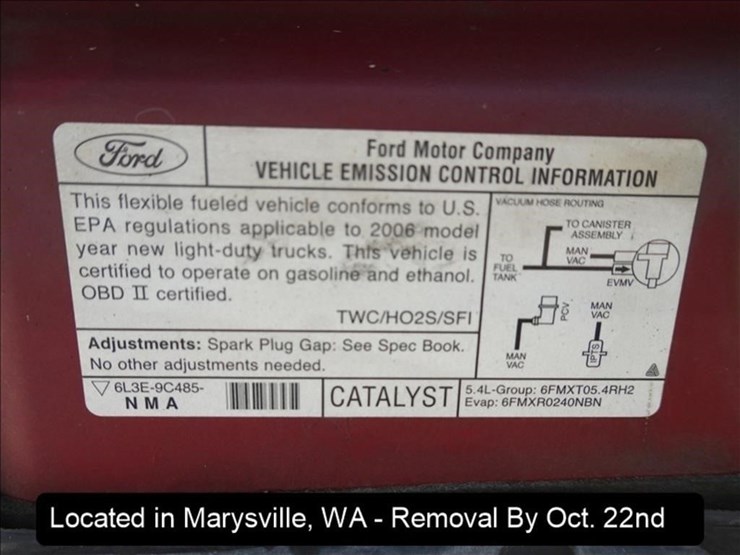 Ford
Ford Motor Company
VEHICLE EMISSION CONTROL INFORMATION
This flexible fueled vehicle conforms to U.S.
EPA regulations applicable to 2006 model
year new light-duty trucks. This vehicle is
certified to operate on gasoline and ethanol.
OBD II certified.
TWC/HO2S/SFI
Adjustments: Spark Plug Gap: See Spec Book.
No other adjustments needed.
VACUUM HOSE ROUTING
TO CANISTER
ASSEMBLY
MAN
VAC
TO
FUEL
TANK
EVMV
PCV
MAN
VAC
MAN
VAC
IPTS
6L3E-9C485-
N M A
CATALYST
5.4L-Group: 6FMXT05.4RH2
Evap: 6FMXR0240NBN
Located in Marysville, WA - Removal By Oct. 22nd